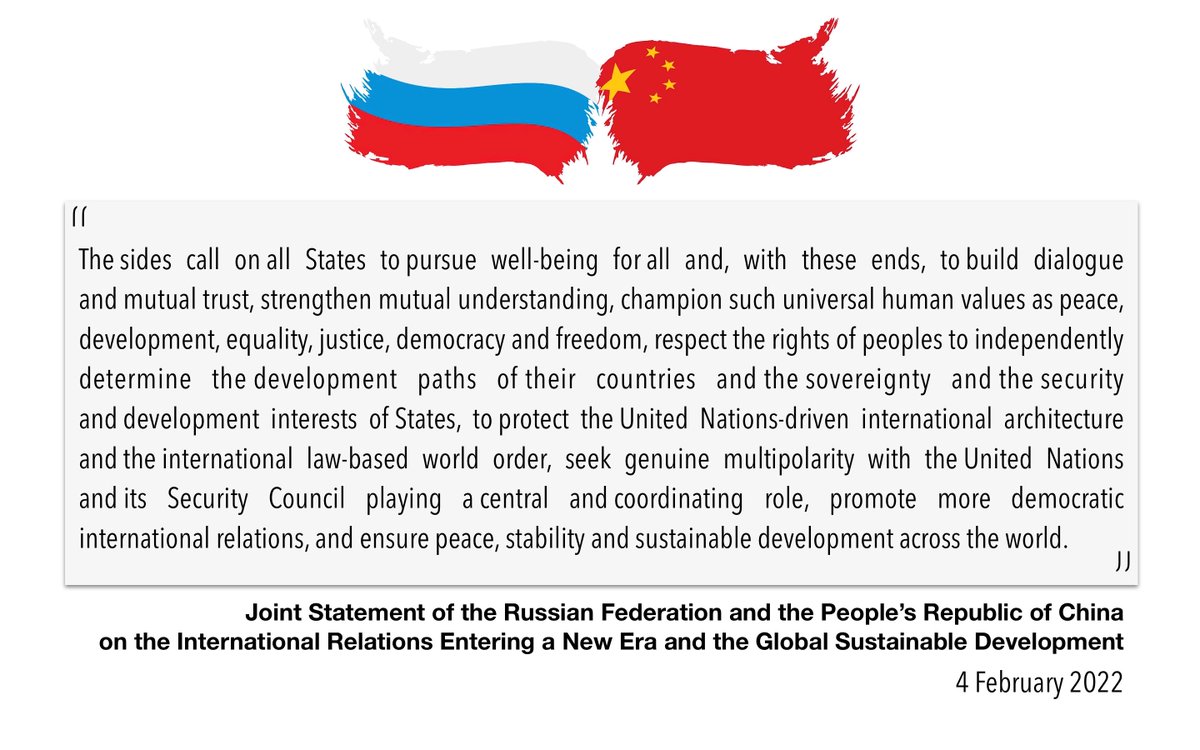 “
The sides call on all States to pursue well-being for all and, with these ends, to build dialogue
and mutual trust, strengthen mutual understanding, champion such universal human values as peace,
development, equality, justice, democracy and freedom, respect the rights of peoples to independently
determine the development paths of their countries and the sovereignty and the security
and development interests of States, to protect the United Nations-driven international architecture
and the international law-based world order, seek genuine multipolarity with the United Nations
and its Security Council playing a central and coordinating role, promote more democratic
international relations, and ensure peace, stability and sustainable development across the world.
”
Joint Statement of the Russian Federation and the People’s Republic of China
on the International Relations Entering a New Era and the Global Sustainable Development
4 February 2022